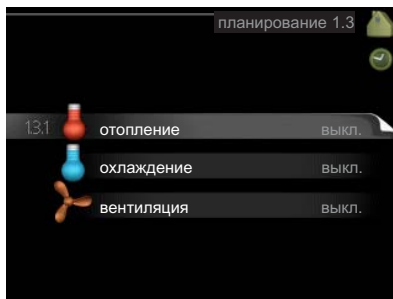 планирование 1.3
1.3.1 отопление выкл.
охлаждение выкл.
вентиляция выкл.